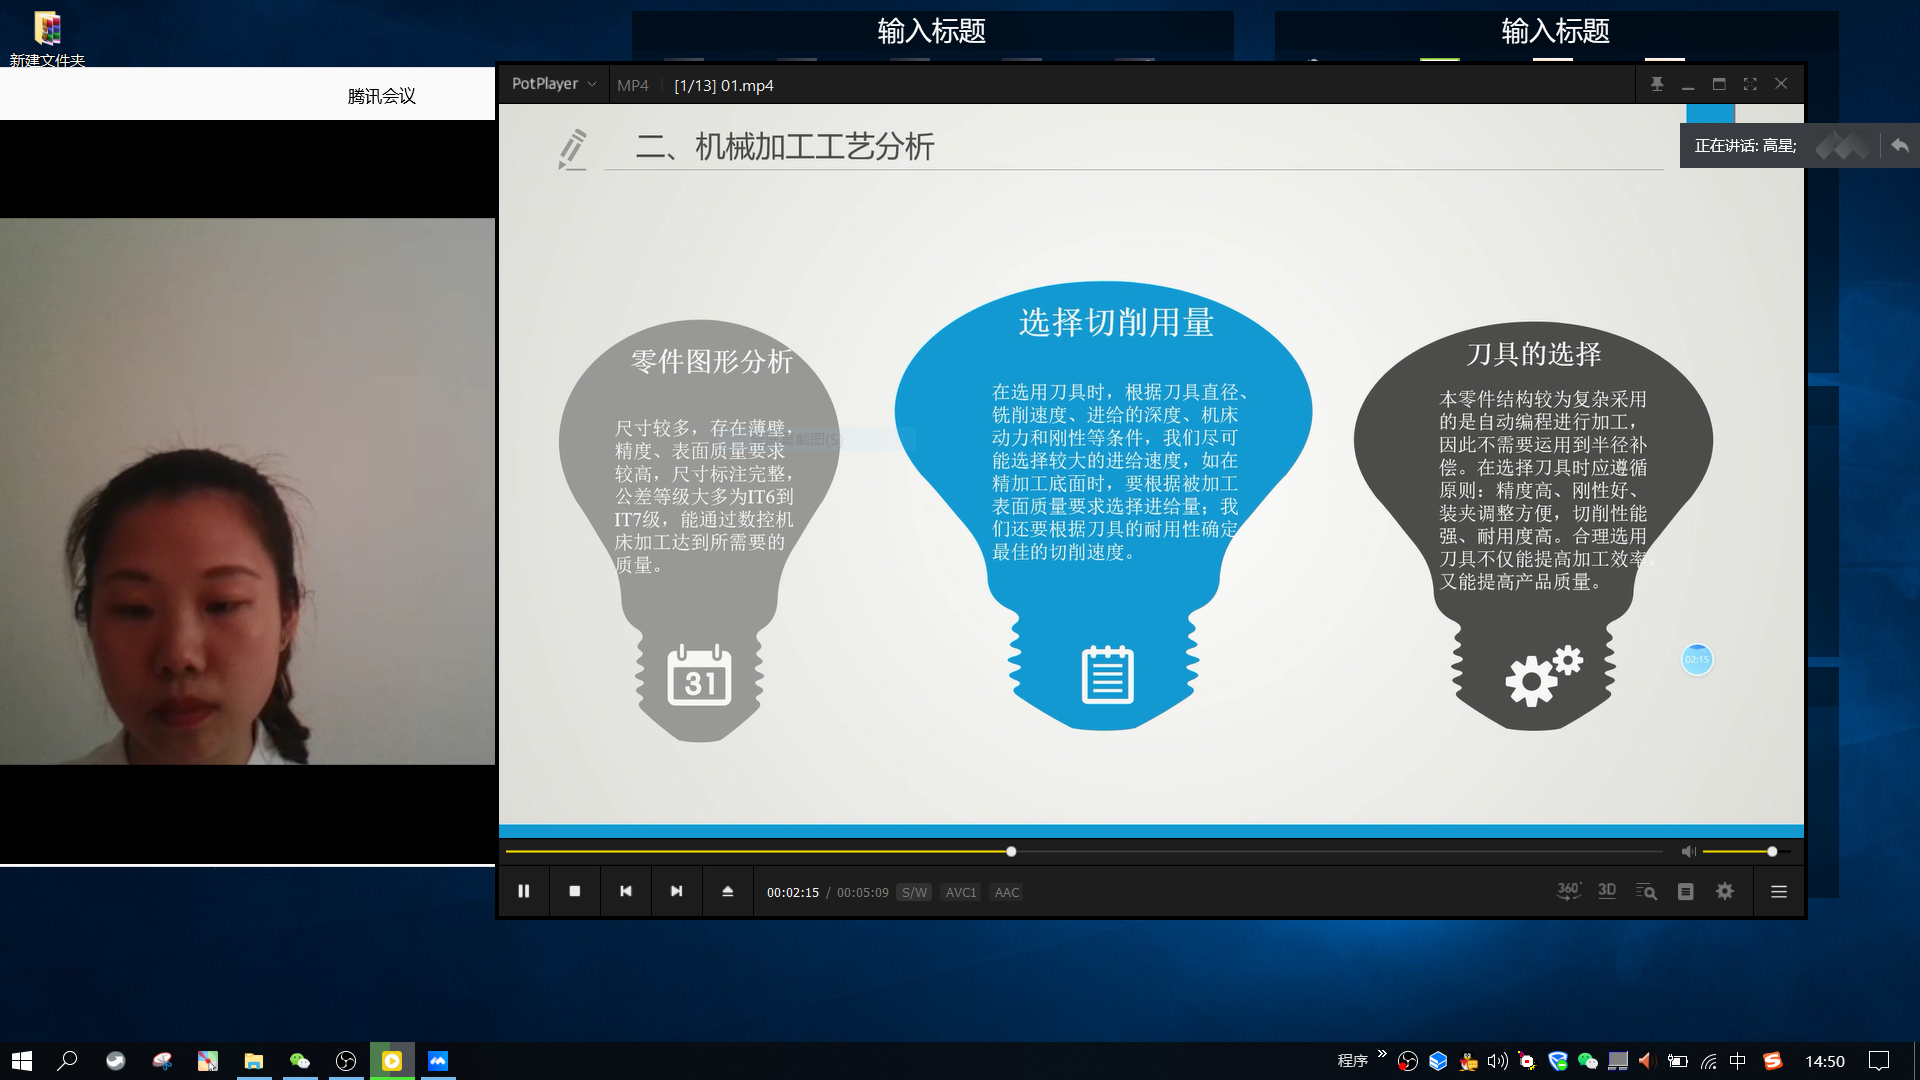 输入标题
输入标题
新建文件夹
腾讯会议
PotPlayer
MP4
[1/13] 01.mp4
正在讲话: 高星;
二、机械加工工艺分析
零件图形分析
尺寸较多，存在薄壁，
精度、表面质量要求
较高，尺寸标注完整，
公差等级大多为IT6到
IT7级，能通过数控机
床加工达到所需要的
质量。
31
选择切削用量
在选用刀具时，根据刀具直径、
铣削速度、进给的深度、机床
动力和刚性等条件，我们尽可
能选择较大的进给速度，如在
精加工底面时，要根据被加工
表面质量要求选择进给量；我
们还要根据刀具的耐用性确定
最佳的切削速度。
刀具的选择
本零件结构较为复杂采用
的是自动编程进行加工，
因此不需要运用到半径补
偿。在选择刀具时应遵循
原则：精度高、刚性好、
装夹调整方便，切削性能
强、耐用度高。合理选用
刀具不仅能提高加工效率，
又能提高产品质量。
02:15
00:02:15 / 00:05:09 S/W AVC1 AAC
360°
3D
程序
中
14:50